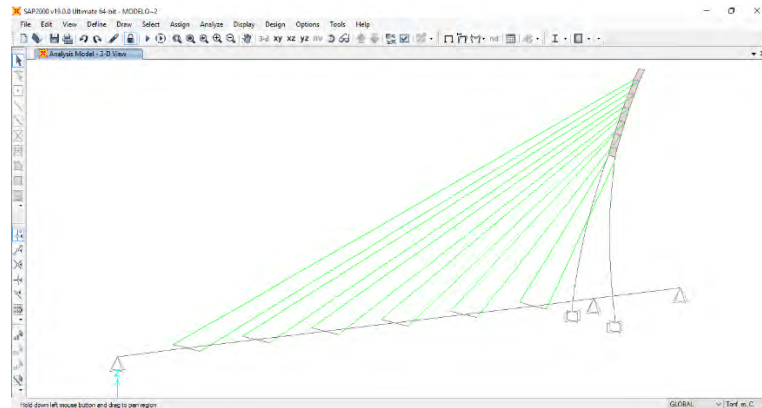 SAP2000 v19.0.0 Ultimate 64-bit - MODELO~2
File Edit View Define Draw Select Assign Analyze Display Design Options Tools Help
3-d xy xz yz nv nd
Analysis Model - 3-D View
Z
Hold down left mouse button and drag to pan region GLOBAL Tonf, m, C